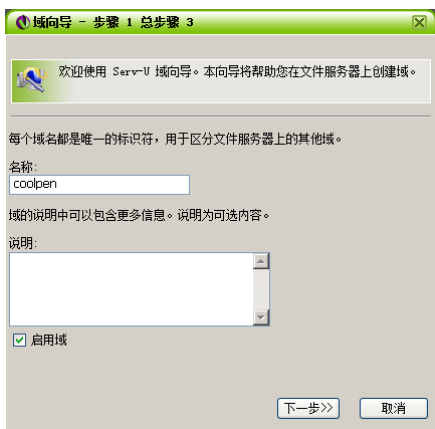 域向导 - 步骤 1 总步骤 3
欢迎使用 Serv-U 域向导。本向导将帮助您在文件服务器上创建域。
每个域名都是唯一的标识符，用于区分文件服务器上的其他域。
名称:
coolpen
域的说明中可以包含更多信息。说明为可选内容。
说明:
启用域
下一步>>
取消